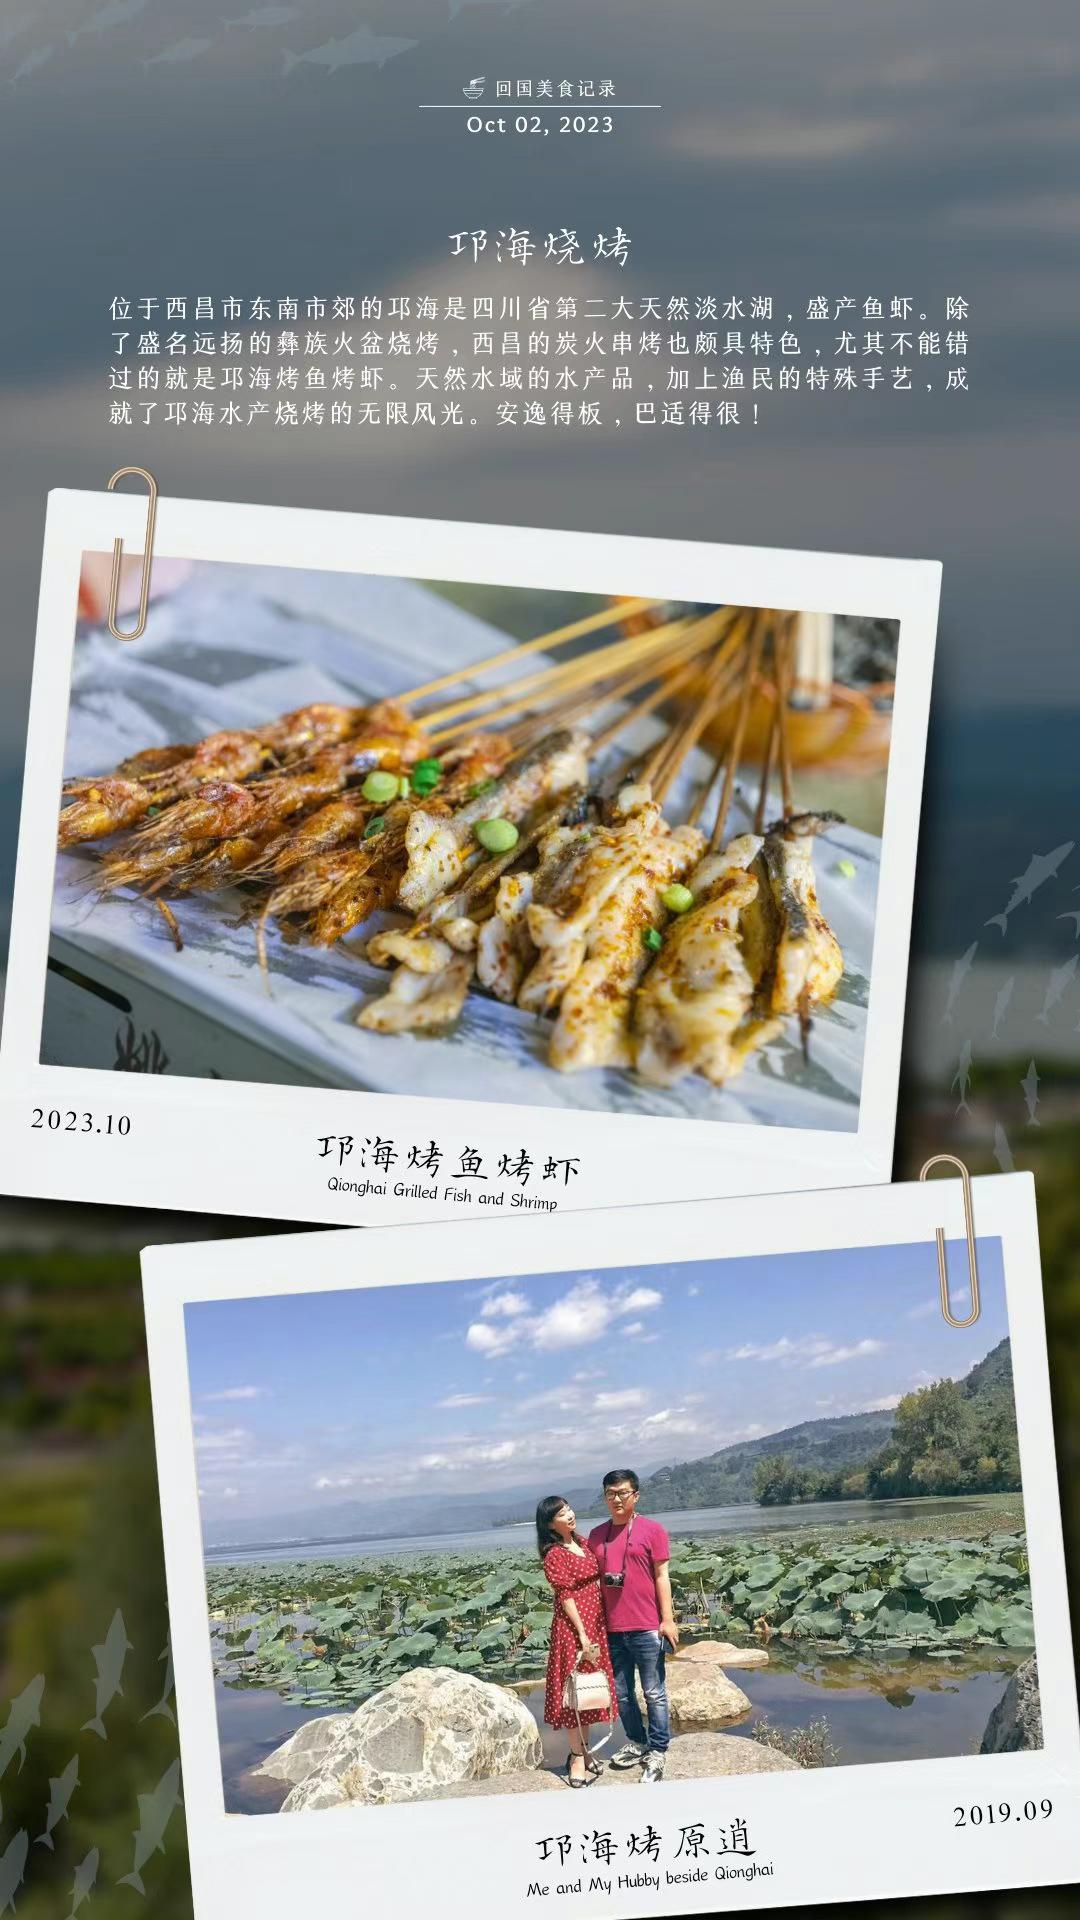 回国美食记录
Oct 02, 2023
邛海烧烤
位于西昌市东南市郊的邛海是四川省第二大天然淡水湖，盛产鱼虾。除
了盛名远扬的彝族火盆烧烤，西昌的炭火串烤也颇具特色，尤其不能错
过的就是邛海烤鱼烤虾。天然水域的水产品，加上渔民的特殊手艺，成
就了邛海水产烧烤的无限风光。安逸得板，巴适得很！
2023.10
邛海烤鱼烤虾
Qionghai Grilled Fish and Shrimp
2019.09
邛海烤原逍
Me and My Hubby beside Qionghai